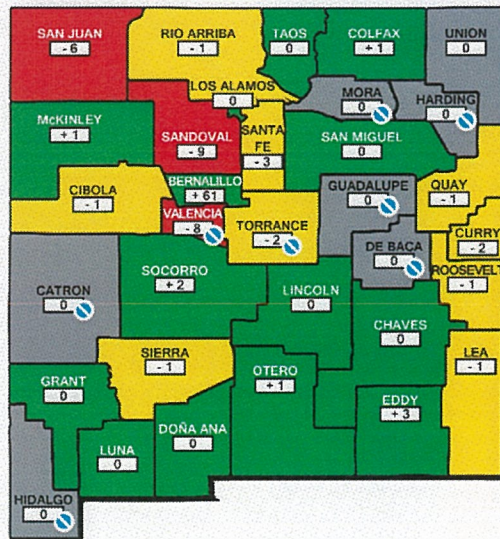 SAN JUAN
- 6
RIO ARRIBA
- 1
TAOS
0
COLFAX
+ 1
UNION
0
LOS ALAMOS
0
MORA
0
HARDING
0
McKINLEY
+ 1
SANDOVAL
- 9
SANTA
FE
- 3
SAN MIGUEL
0
CIBOLA
- 1
BERNALILLO
+ 61
VALENCIA
- 8
TORRANCE
- 2
GUADALUPE
0
QUAY
- 1
CURRY
- 2
DE BACA
0
ROOSEVELT
- 1
CATRON
0
SOCORRO
+ 2
LINCOLN
0
CHAVES
0
SIERRA
- 1
LEA
- 1
GRANT
0
OTERO
+ 1
EDDY
+ 3
LUNA
0
DOÑA ANA
0
HIDALGO
0